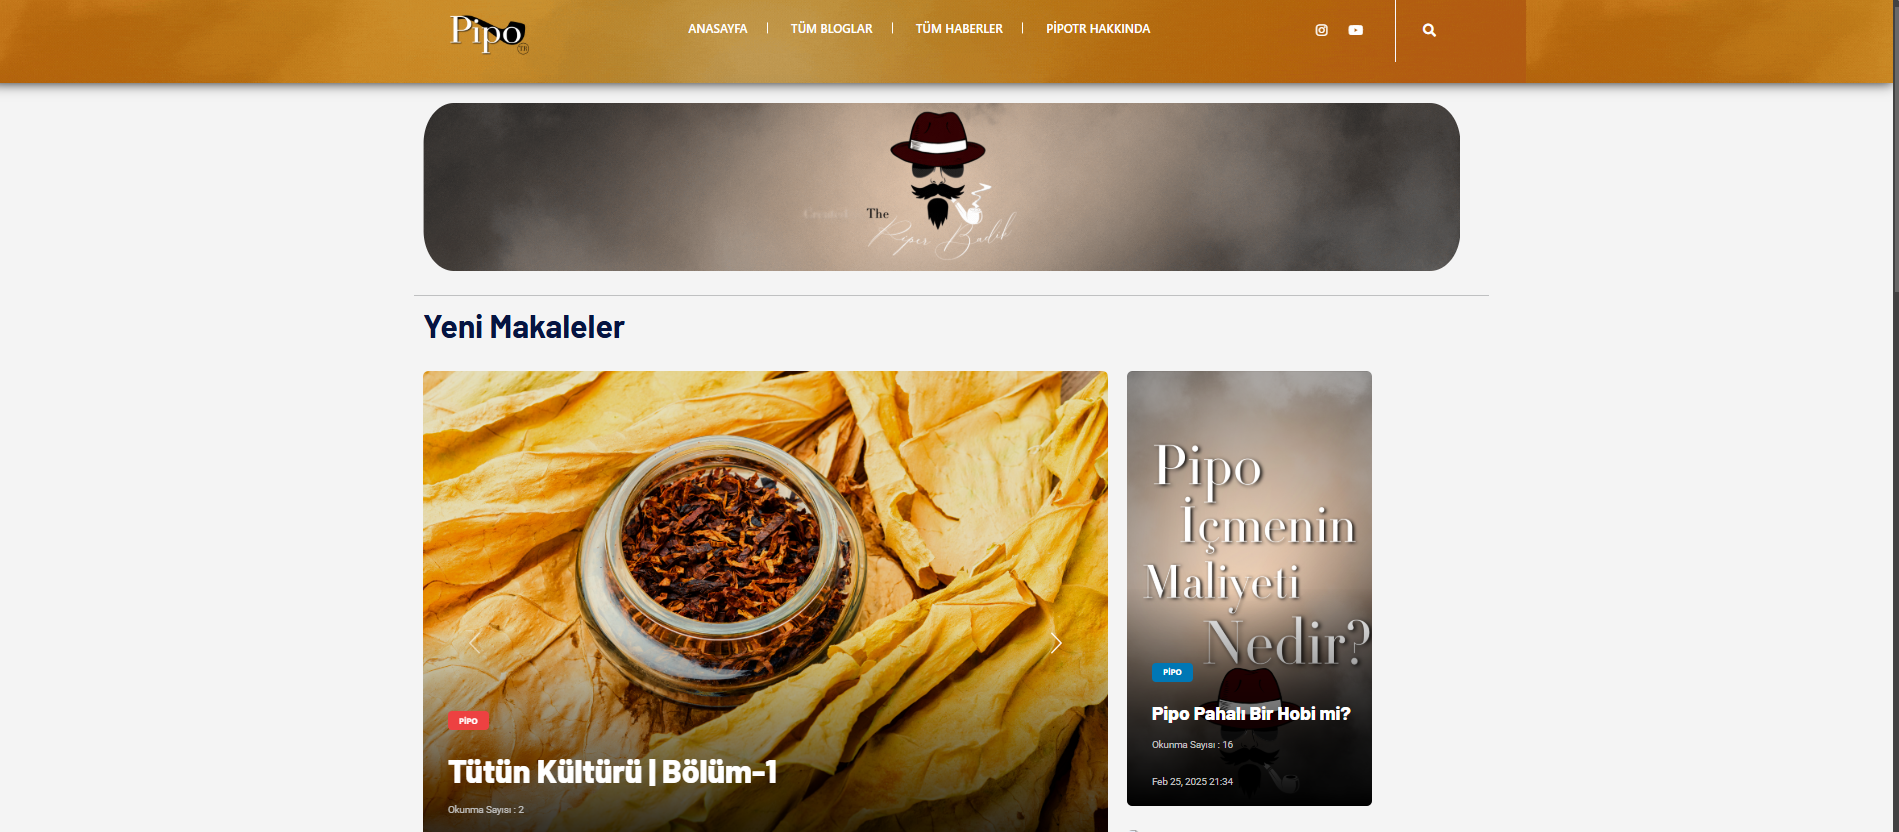 Pipo
TR
ANASAYFA
TÜM BLOGLAR
TÜM HABERLER
PİPOTR HAKKINDA
Created
The
Piper Badik
Yeni Makaleler
PİPO
Tütün Kültürü | Bölüm-1
Okunma Sayısı : 2
Pipo
İçmenin
Maliyeti
Nedir?
PİPO
Pipo Pahalı Bir Hobi mi?
Okunma Sayısı : 16
Feb 25, 2025 21:34